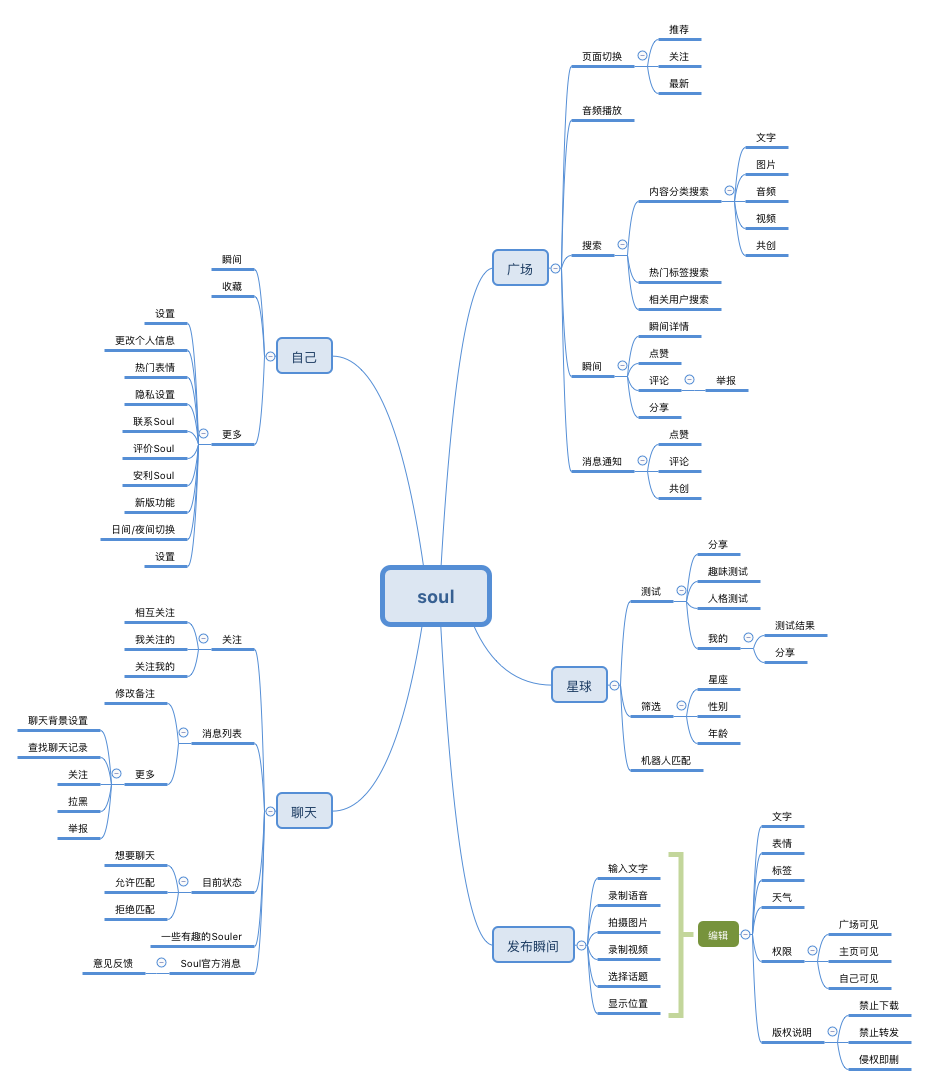 soul
广场
页面切换
推荐
关注
最新
音频播放
搜索
内容分类搜索
文字
图片
音频
视频
共创
热门标签搜索
相关用户搜索
瞬间
瞬间详情
点赞
评论
举报
分享
消息通知
点赞
评论
共创
星球
测试
分享
趣味测试
人格测试
我的
测试结果
分享
筛选
星座
性别
年龄
机器人匹配
发布瞬间
输入文字
录制语音
拍摄图片
录制视频
选择话题
显示位置
编辑
文字
表情
标签
天气
权限
广场可见
主页可见
自己可见
版权说明
禁止下载
禁止转发
侵权即删
自己
瞬间
收藏
更多
设置
更改个人信息
热门表情
隐私设置
联系Soul
评价Soul
安利Soul
新版功能
日间/夜间切换
设置
聊天
关注
相互关注
我关注的
关注我的
消息列表
修改备注
更多
聊天背景设置
查找聊天记录
关注
拉黑
举报
目前状态
想要聊天
允许匹配
拒绝匹配
一些有趣的Souler
Soul官方消息
意见反馈